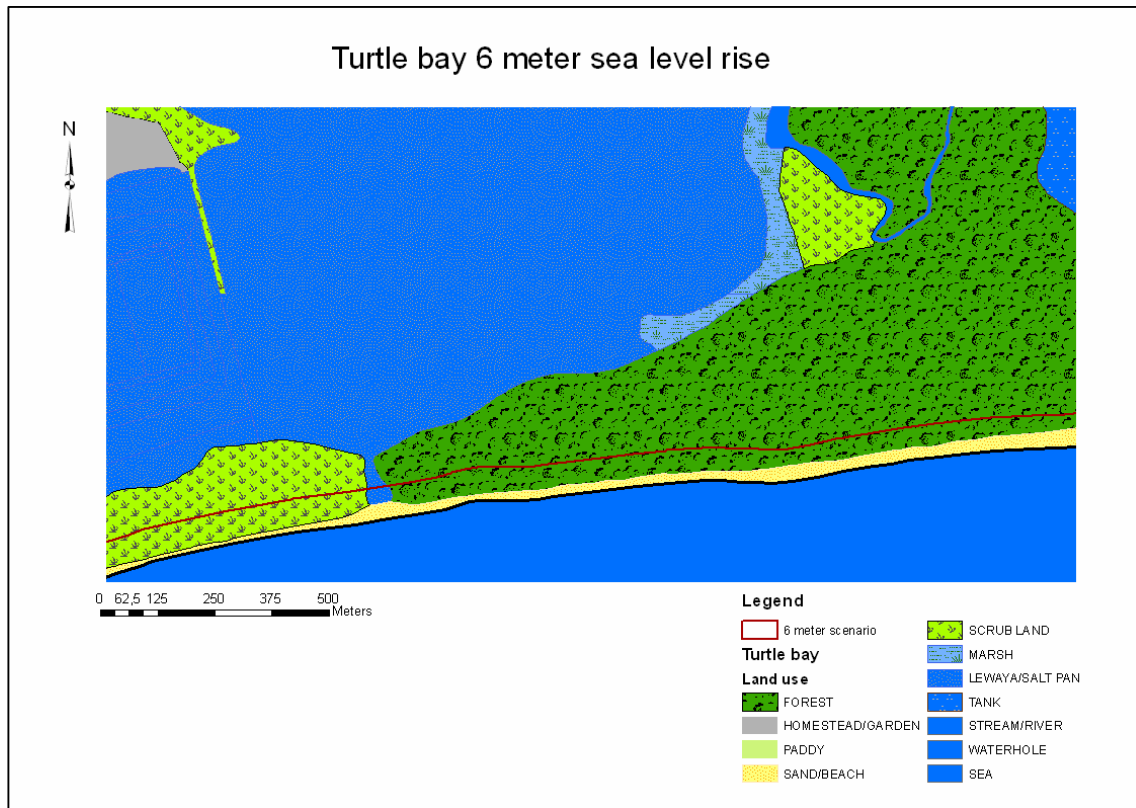 Turtle bay 6 meter sea level rise
N
0 62,5 125 250 375 500
Meters
Legend
6 meter scenario
Turtle bay
Land use
FOREST
HOMESTEAD/GARDEN
PADDY
SAND/BEACH
SCRUB LAND
MARSH
LEWAYA/SALT PAN
TANK
STREAM/RIVER
WATERHOLE
SEA